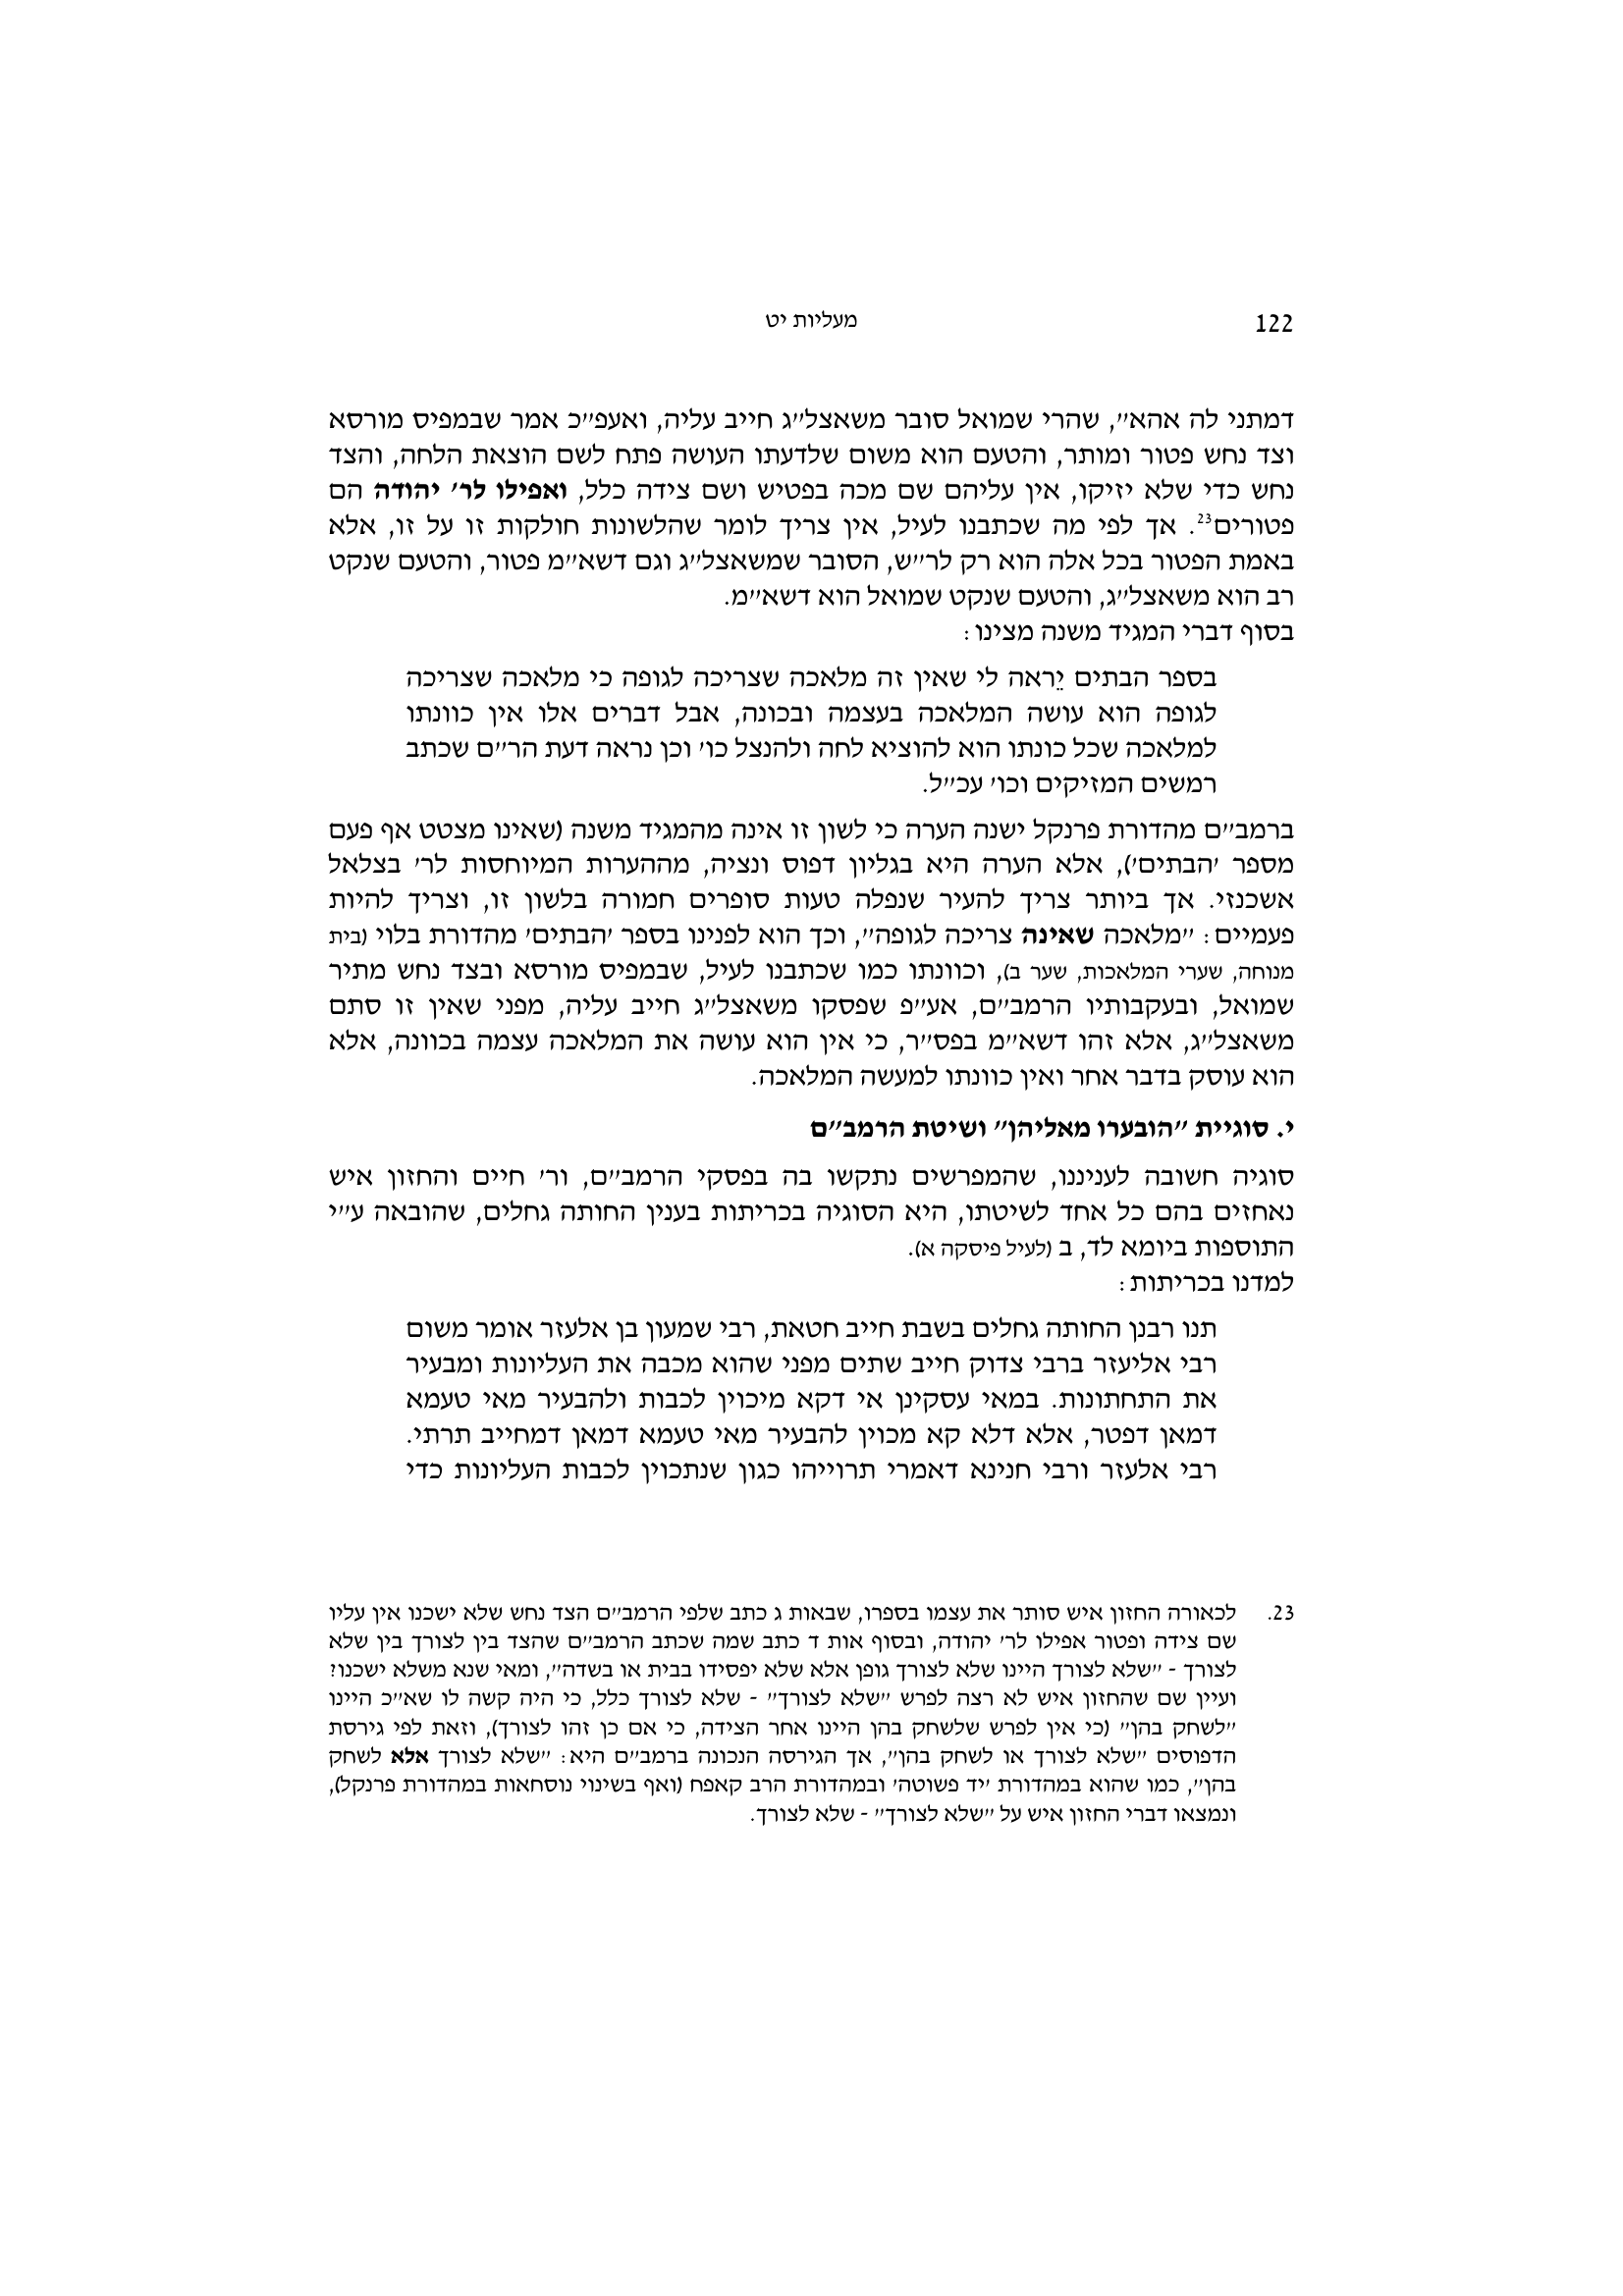 122
מעליות יט
דמתני לה אהא״, שהרי שמואל סובר משאצל״ג חייב עליה, ואעפ״כ אמר שבמפיס מורסא
וצד נחש פטור ומותר, והטעם הוא משום שלדעתו העושה פתח לשם הוצאת הלחה, והצד
נחש כדי שלא יזיקו, אין עליהם שם מכה בפטיש ושם צידה כלל, ואפילו לר׳ יהודה הם
פטורים23. אך לפי מה שכתבנו לעיל, אין צריך לומר שהלשונות חולקות זו על זו, אלא
באמת הפטור בכל אלה הוא רק לר״ש, הסובר שמשאצל״ג וגם דשא״מ פטור, והטעם שנקט
רב הוא משאצל״ג, והטעם שנקט שמואל הוא דשא״מ.
בסוף דברי המגיד משנה מצינו:
בספר הבתים יֵרָאה לי שאין זה מלאכה שצריכה לגופה כי מלאכה שצריכה
לגופה הוא עושה המלאכה בעצמה ובכונה, אבל דברים אלו אין כוונתו
למלאכה שכל כונתו הוא להוציא לחה ולהנצל כו׳ וכן נראה דעת הר״ם שכתב
רמשים המזיקים וכו׳ עכ״ל.
ברמב״ם מהדורת פרנקל ישנה הערה כי לשון זו אינה מהמגיד משנה (שאינו מצטט אף פעם
מספר ׳הבתים׳), אלא הערה היא בגליון דפוס ונציה, מההערות המיוחסות לר׳ בצלאל
אשכנזי. אך ביותר צריך להעיר שנפלה טעות סופרים חמורה בלשון זו, וצריך להיות
פעמיים: ״מלאכה שאינה צריכה לגופה״, וכך הוא לפנינו בספר ׳הבתים׳ מהדורת בלוי (בית
מנוחה, שערי המלאכות, שער ב), וכוונתו כמו שכתבנו לעיל, שבמפיס מורסא ובצד נחש מתיר
שמואל, ובעקבותיו הרמב״ם, אע״פ שפסקו משאצל״ג חייב עליה, מפני שאין זו סתם
משאצל״ג, אלא זהו דשא״מ בפס״ר, כי אין הוא עושה את המלאכה עצמה בכוונה, אלא
הוא עוסק בדבר אחר ואין כוונתו למעשה המלאכה.
י. סוגיית ״הובערו מאליהן״ ושיטת הרמב״ם
סוגיה חשובה לעניננו, שהמפרשים נתקשו בה בפסקי הרמב״ם, ור׳ חיים והחזון איש
נאחזים בהם כל אחד לשיטתו, היא הסוגיה בכריתות בענין החותה גחלים, שהובאה ע״י
התוספות ביומא לד, ב (לעיל פיסקה א).
למדנו בכריתות:
תנו רבנן החותה גחלים בשבת חייב חטאת, רבי שמעון בן אלעזר אומר משום
רבי אליעזר ברבי צדוק חייב שתים מפני שהוא מכבה את העליונות ומבעיר
את התחתונות. במאי עסקינן אי דקא מיכוין לכבות ולהבעיר מאי טעמא
דמאן דפטר, אלא דלא קא מכוין להבעיר מאי טעמא דמאן דמחייב תרתי.
רבי אלעזר ורבי חנינא דאמרי תרוייהו כגון שנתכוין לכבות העליונות כדי
23. לכאורה החזון איש סותר את עצמו בספרו, שבאות ג כתב שלפי הרמב״ם הצד נחש שלא ישכנו אין עליו
שם צידה ופטור אפילו לר׳ יהודה, ובסוף אות ד כתב שמה שכתב הרמב״ם שהצד בין לצורך בין שלא
לצורך - ״שלא לצורך היינו שלא לצורך גופן אלא שלא יפסידו בבית או בשדה״, ומאי שנא משלא ישכנו?
ועיין שם שהחזון איש לא רצה לפרש ״שלא לצורך״ - שלא לצורך כלל, כי היה קשה לו שא״כ היינו
״לשחק בהן״ (כי אין לפרש שלשחק בהן היינו אחר הצידה, כי אם כן זהו לצורך), וזאת לפי גירסת
הדפוסים ״שלא לצורך או לשחק בהן״, אך הגירסה הנכונה ברמב״ם היא: ״שלא לצורך אלא לשחק
בהן״, כמו שהוא במהדורת ׳יד פשוטה׳ ובמהדורת הרב קאפח (ואף בשינוי נוסחאות במהדורת פרנקל),
ונמצאו דברי החזון איש על ״שלא לצורך״ - שלא לצורך.